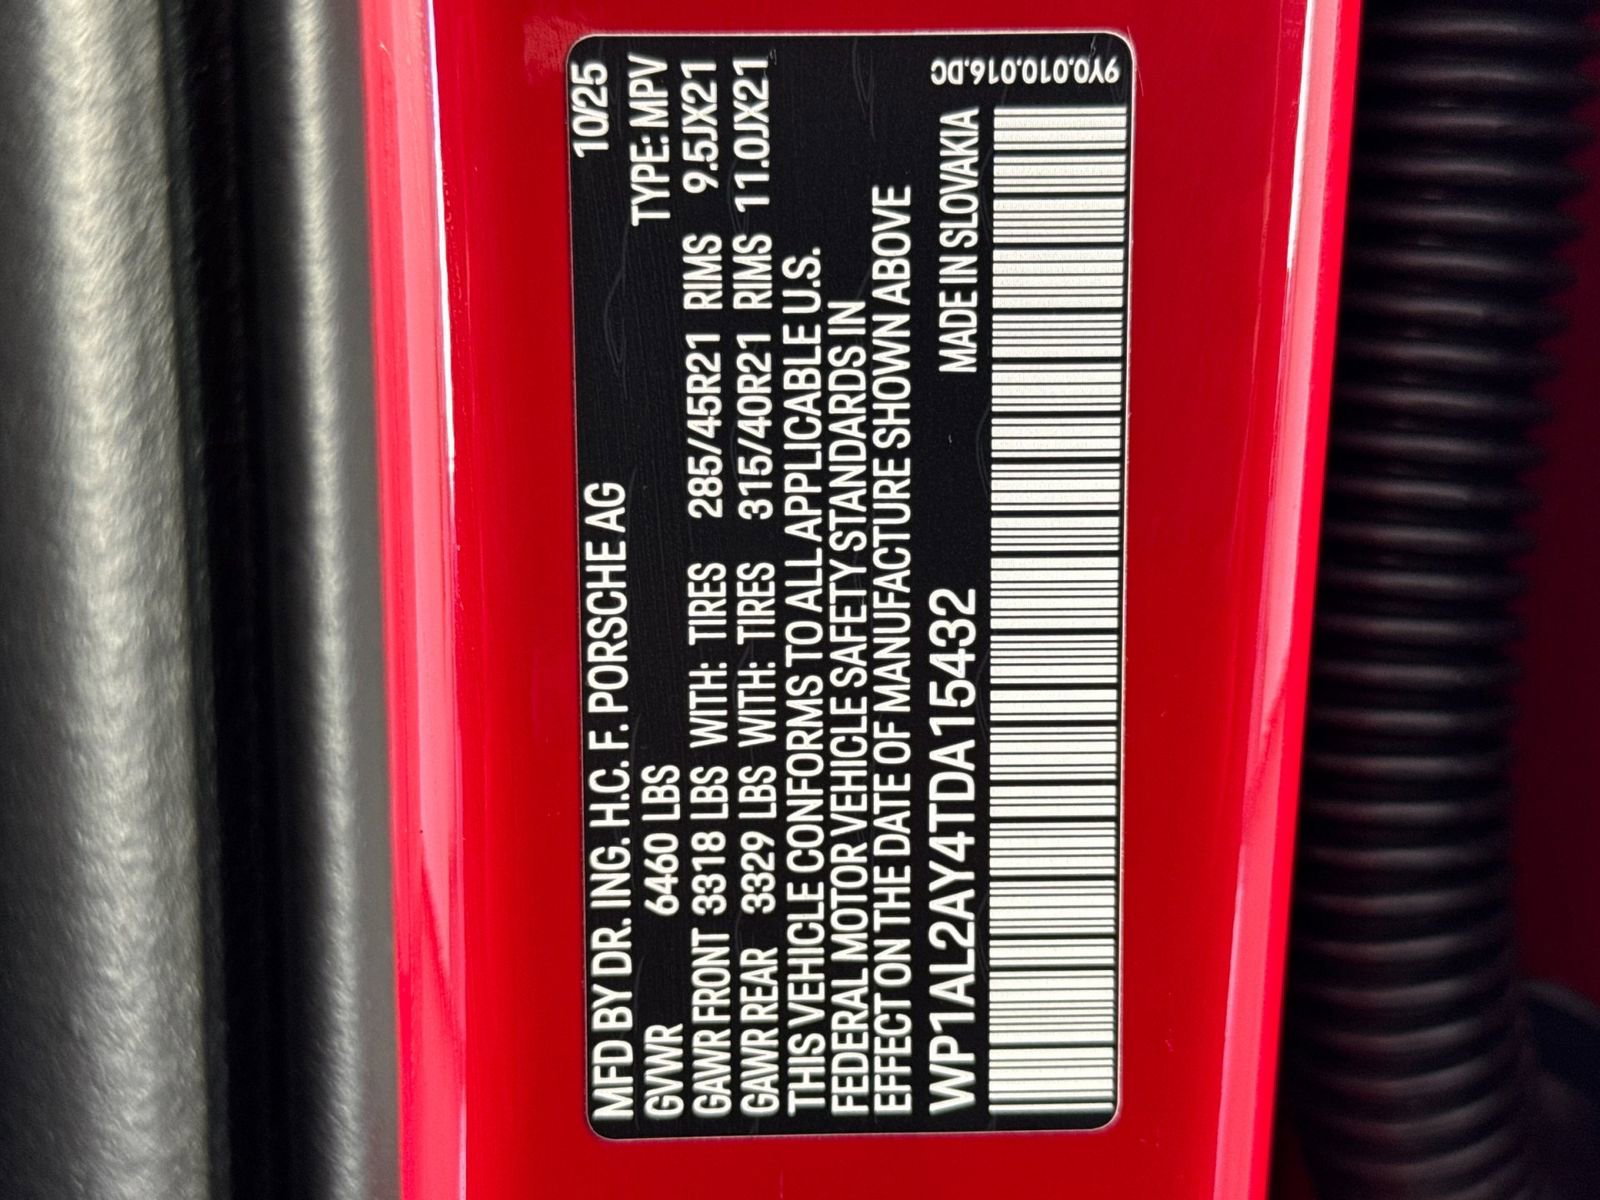 MFD BY DR. ING. H.C. F. PORSCHE AG 10/25
GVWR 6460 LBS TYPE: MPV
GAWR FRONT 3318 LBS WITH: TIRES 285/45R21 RIMS 9.5JX21
GAWR REAR 3329 LBS WITH: TIRES 315/40R21 RIMS 11.0JX21
THIS VEHICLE CONFORMS TO ALL APPLICABLE U.S.
FEDERAL MOTOR VEHICLE SAFETY STANDARDS IN
EFFECT ON THE DATE OF MANUFACTURE SHOWN ABOVE
WP1AL2AY4TDA15432 MADE IN SLOVAKIA
9Y0.010.016.DC